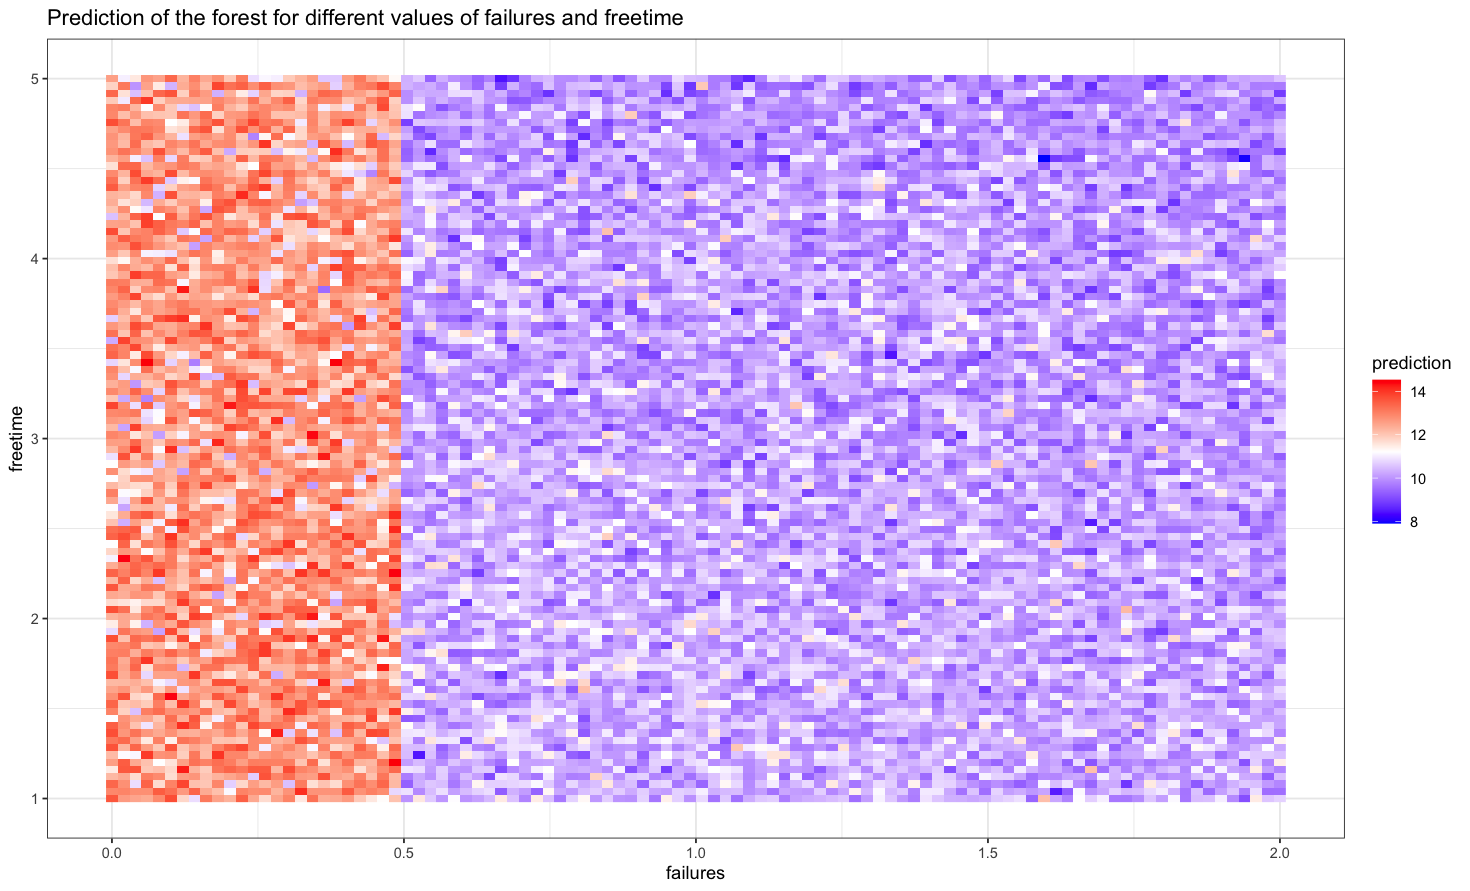 Prediction of the forest for different values of failures and freetime
5
4
3
2
1
freetime
0.0 0.5 1.0 1.5 2.0
failures
prediction
14
12
10
8